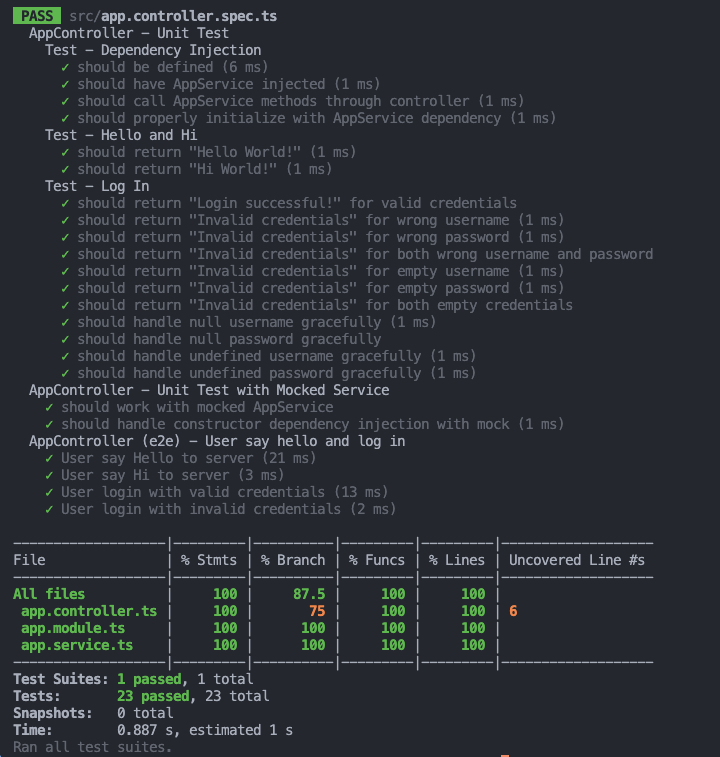 PASS src/app.controller.spec.ts
AppController – Unit Test
Test – Dependency Injection
✓ should be defined (6 ms)
✓ should have AppService injected (1 ms)
✓ should call AppService methods through controller (1 ms)
✓ should properly initialize with AppService dependency (1 ms)
Test – Hello and Hi
✓ should return "Hello World!" (1 ms)
✓ should return "Hi World!" (1 ms)
Test – Log In
✓ should return "Login successful!" for valid credentials
✓ should return "Invalid credentials" for wrong username (1 ms)
✓ should return "Invalid credentials" for wrong password (1 ms)
✓ should return "Invalid credentials" for both wrong username and password
✓ should return "Invalid credentials" for empty username (1 ms)
✓ should return "Invalid credentials" for empty password (1 ms)
✓ should return "Invalid credentials" for both empty credentials
✓ should handle null username gracefully (1 ms)
✓ should handle null password gracefully
✓ should handle undefined username gracefully (1 ms)
✓ should handle undefined password gracefully (1 ms)
AppController – Unit Test with Mocked Service
✓ should work with mocked AppService
✓ should handle constructor dependency injection with mock (1 ms)
AppController (e2e) – User say hello and log in
✓ User say Hello to server (21 ms)
✓ User say Hi to server (3 ms)
✓ User login with valid credentials (13 ms)
✓ User login with invalid credentials (2 ms)
-------------------|---------|----------|---------|---------|-------------------
File | % Stmts | % Branch | % Funcs | % Lines | Uncovered Line #s
-------------------|---------|----------|---------|---------|-------------------
All files | 100 | 87.5 | 100 | 100 |
app.controller.ts | 100 | 75 | 100 | 100 | 6
app.module.ts | 100 | 100 | 100 | 100 |
app.service.ts | 100 | 100 | 100 | 100 |
-------------------|---------|----------|---------|---------|-------------------
Test Suites: 1 passed, 1 total
Tests: 23 passed, 23 total
Snapshots: 0 total
Time: 0.887 s, estimated 1 s
Ran all test suites.